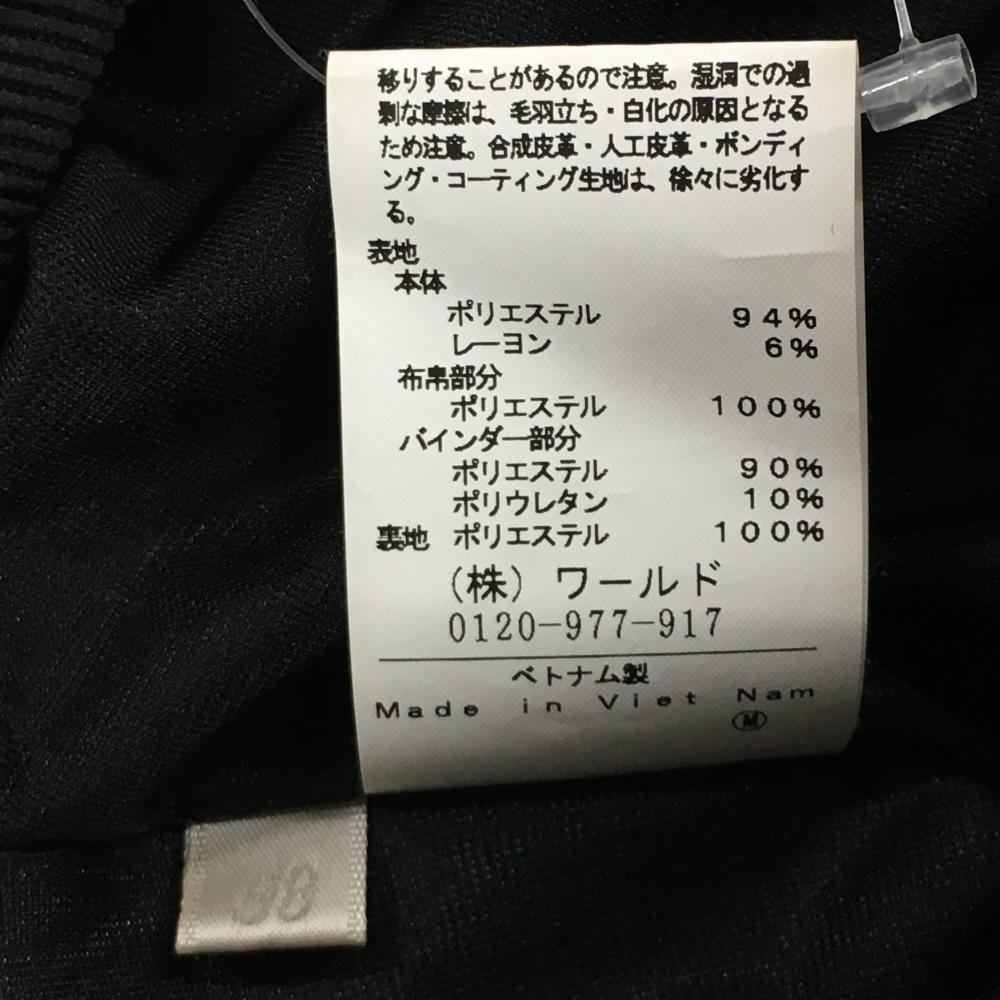 移りすることがあるので注意。湿潤での過
剰な摩擦は、毛羽立ち・白化の原因となる
ため注意。合成皮革・人工皮革・ボンディ
ング・コーティング生地は、徐々に劣化す
る。
表地
本体
ポリエステル 94%
レーヨン 6%
布帛部分
ポリエステル 100%
バインダー部分
ポリエステル 90%
ポリウレタン 10%
裏地 ポリエステル 100%
(株) ワールド
0120-977-917
ベトナム製
Made in Viet Nam
Ⓜ